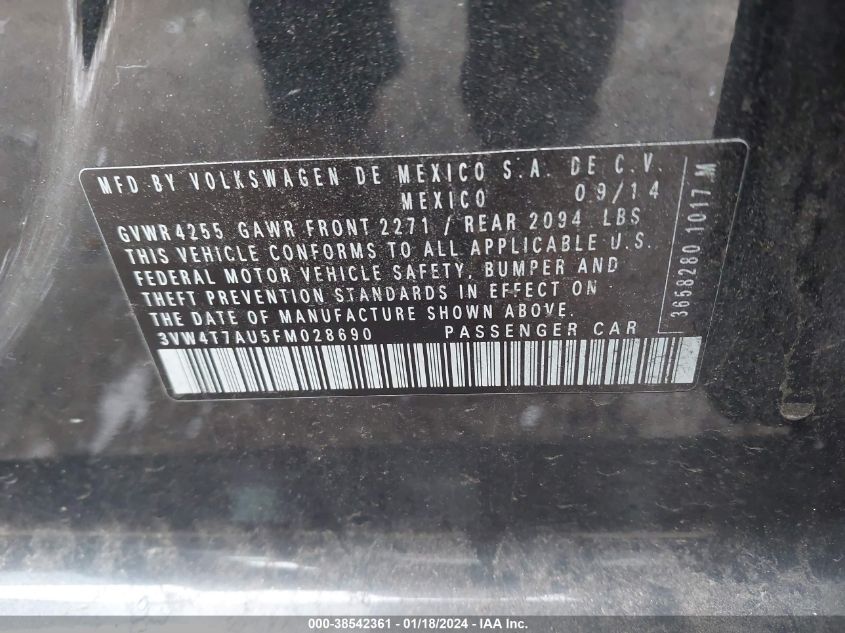 MFD BY VOLKSWAGEN DE MEXICO S.A. DE C.V.
MEXICO 09/14
GVWR4255 GAWR FRONT 2271 / REAR 2094 LBS
THIS VEHICLE CONFORMS TO ALL APPLICABLE U.S.
FEDERAL MOTOR VEHICLE SAFETY, BUMPER AND
THEFT PREVENTION STANDARDS IN EFFECT ON
THE DATE OF MANUFACTURE SHOWN ABOVE.
3VW4T7AU5FM028690 PASSENGER CAR
3658280 1017 M
000-38542361 - 01/18/2024 - IAA Inc.